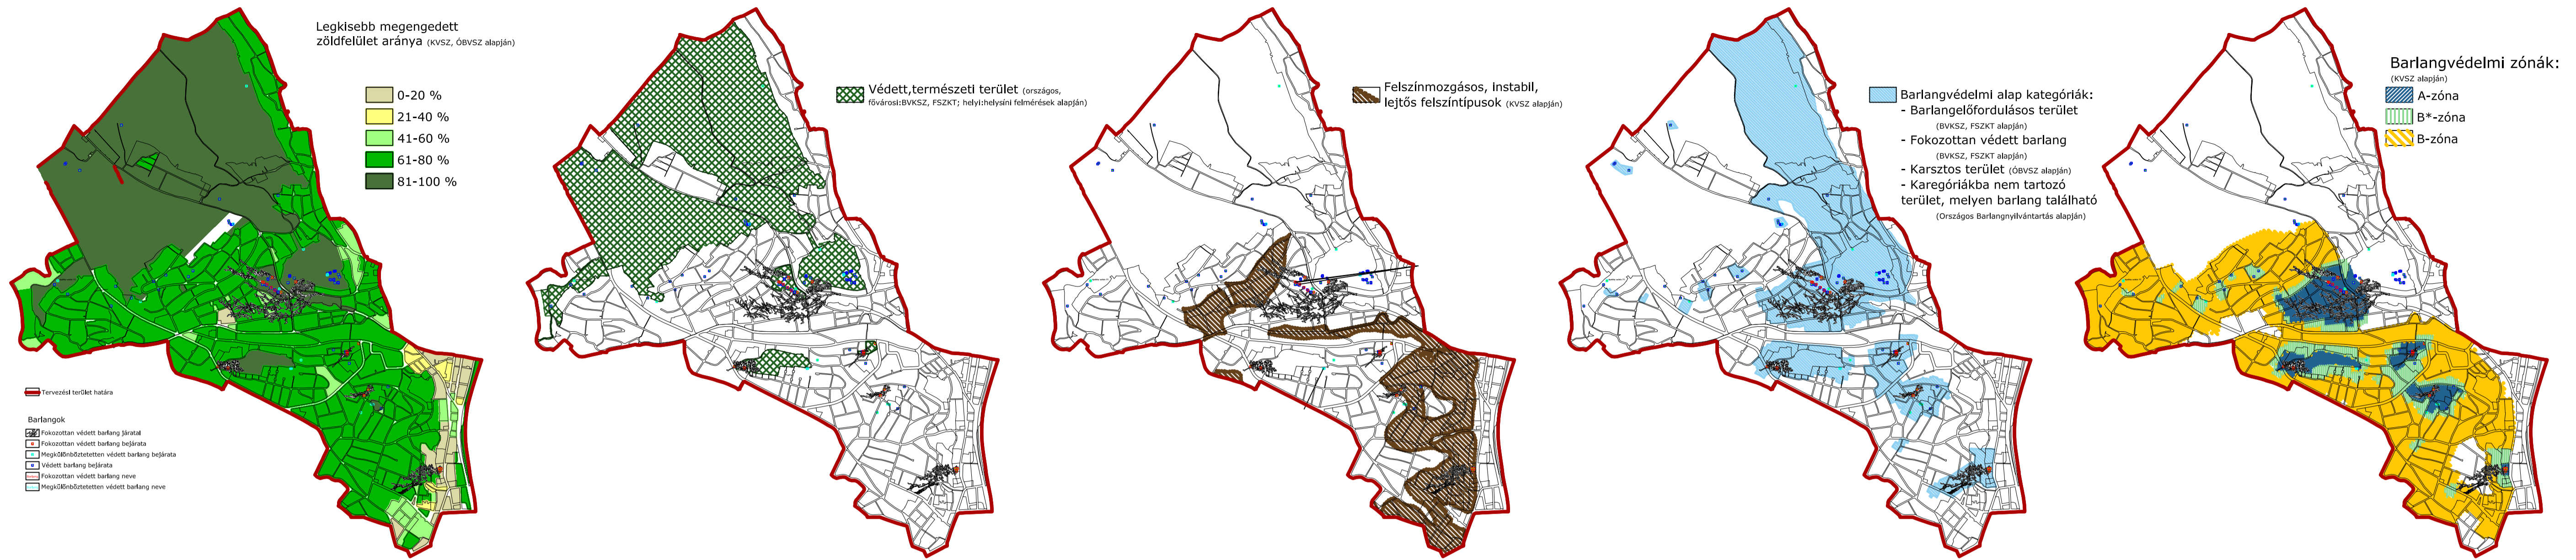 Legkisebb megengedett
zöldfelület aránya (KVSZ, ÓBVSZ alapján)
0-20 %
21-40 %
41-60 %
61-80 %
81-100 %
Tervezési terület határa
Barlangok
Fokozottan védett barlang járatai
Fokozottan védett barlang bejárata
Megkülönböztetetten védett barlang bejárata
Védett barlang bejárata
Fokozottan védett barlang neve
Megkülönböztetetten védett barlang neve
Védett,természeti terület (országos,
fővárosi:BVKSZ, FSZKT; helyi:helyszíni felmérések alapján)
Felszínmozgásos, instabil,
lejtős felszíntípusok (KVSZ alapján)
Barlangvédelmi alap kategóriák:
- Barlangelőfordulásos terület
(BVKSZ, FSZKT alapján)
- Fokozottan védett barlang
(BVKSZ, FSZKT alapján)
- Karsztos terület (ÓBVSZ alapján)
- Karegóriákba nem tartozó
terület, melyen barlang található
(Országos Barlangnyilvántartás alapján)
Barlangvédelmi zónák:
(KVSZ alapján)
A-zóna
B*-zóna
B-zóna